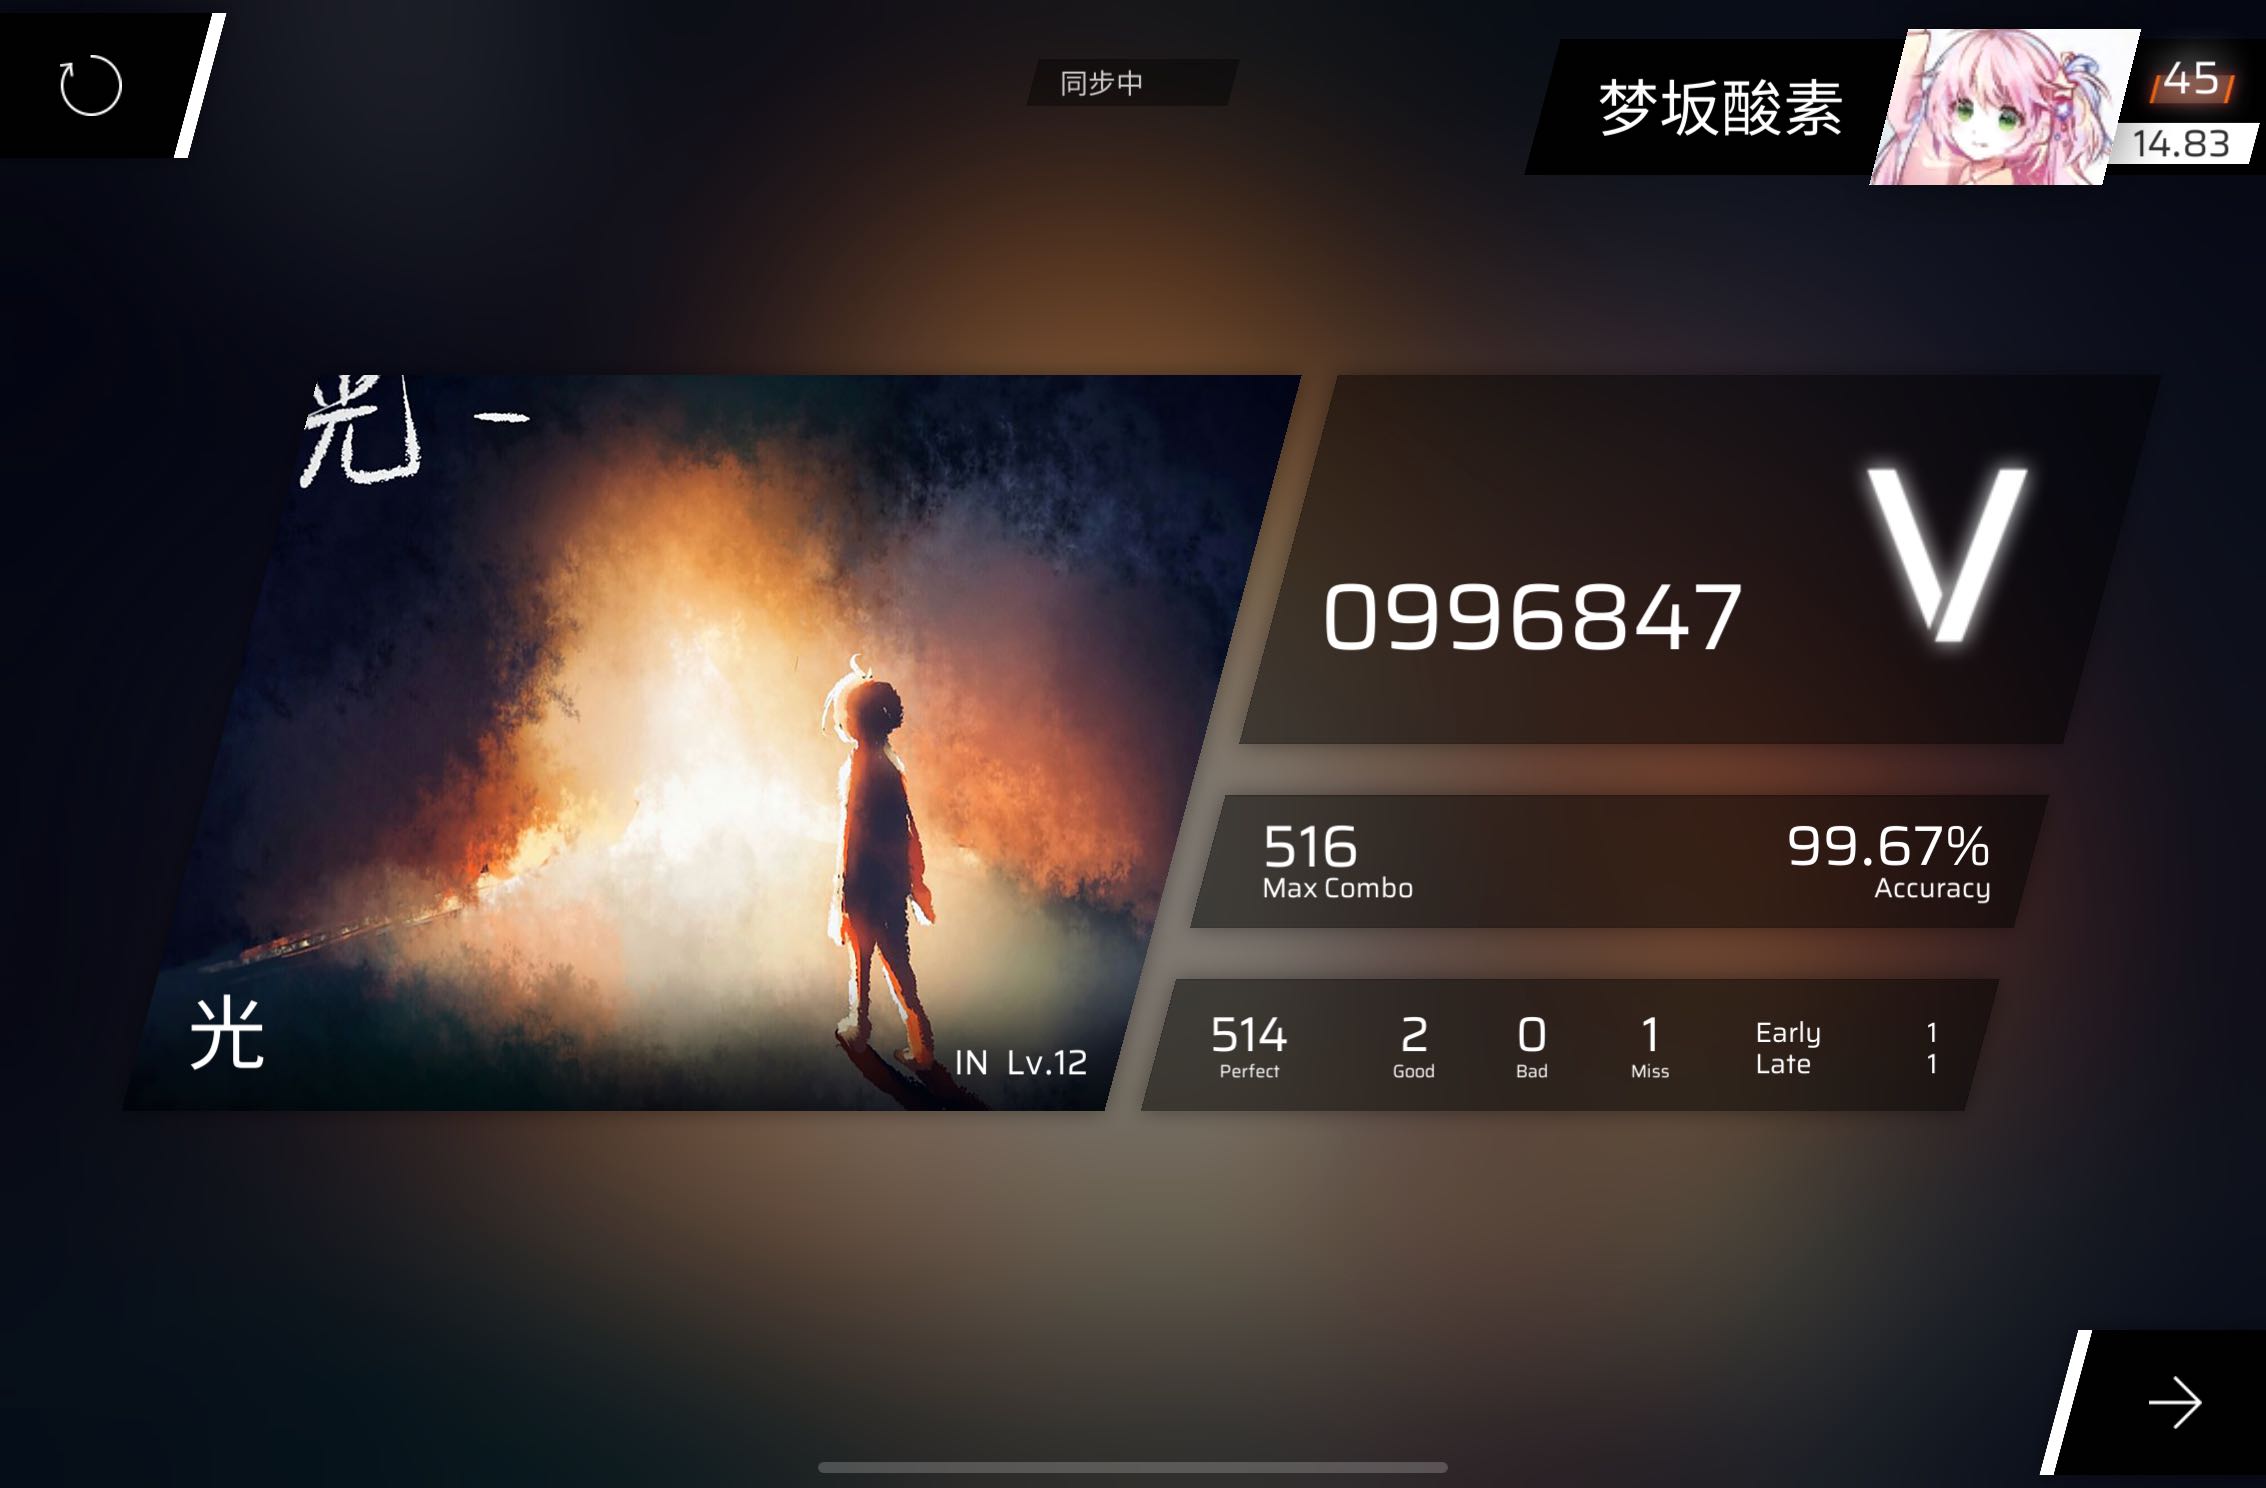 同步中
梦坂酸素
45
14.83
光 -
0996847
V
516
Max Combo
99.67%
Accuracy
光
IN Lv.12
514
Perfect
2
Good
0
Bad
1
Miss
Early 1
Late 1